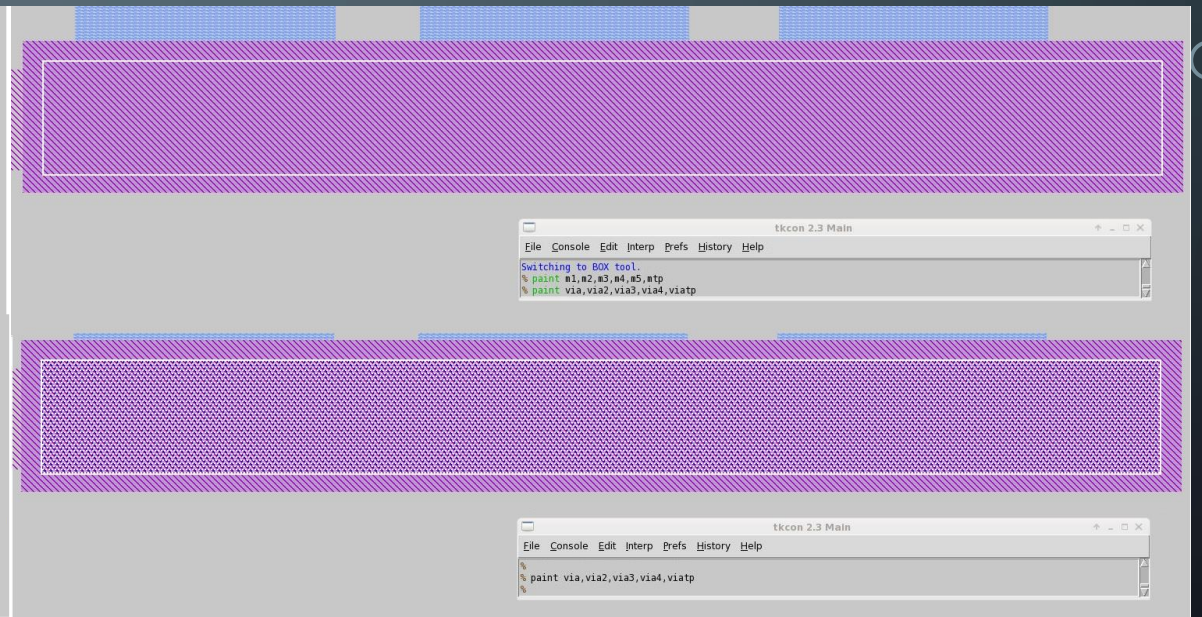 tkcon 2.3 Main
File Console Edit Interp Prefs History Help
Switching to BOX tool.
% paint m1,m2,m3,m4,m5,mtp
% paint via,via2,via3,via4,viatp
tkcon 2.3 Main
File Console Edit Interp Prefs History Help
%
% paint via,via2,via3,via4,viatp
%